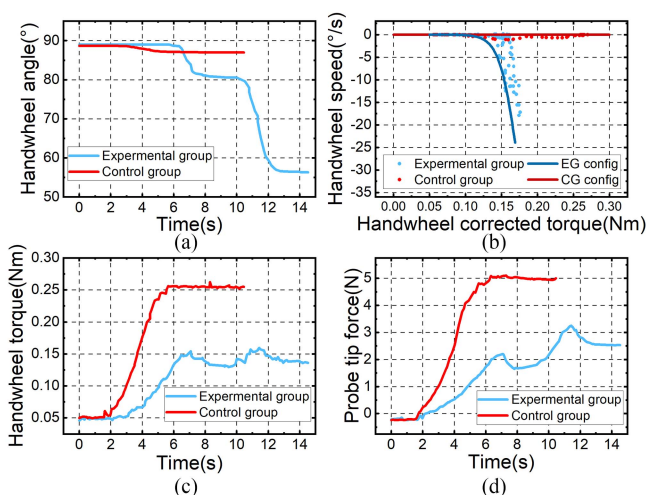 Handwheel angle(°)
90
80
70
60
50
Expermental group
Control group
0 2 4 6 8 10 12 14
Time(s)
(a)
Handwheel speed(°/s)
0
-5
-10
-15
-20
-25
-30
-35
Expermental group EG config
Control group CG config
0.00 0.05 0.10 0.15 0.20 0.25 0.30
Handwheel corrected torque(Nm)
(b)
Handwheel torque(Nm)
0.30
0.25
0.20
0.15
0.10
0.05
Expermental group
Control group
0 2 4 6 8 10 12 14
Time(s)
(c)
Probe tip force(N)
5
4
3
2
1
0
Expermental group
Control group
0 2 4 6 8 10 12 14
Time(s)
(d)